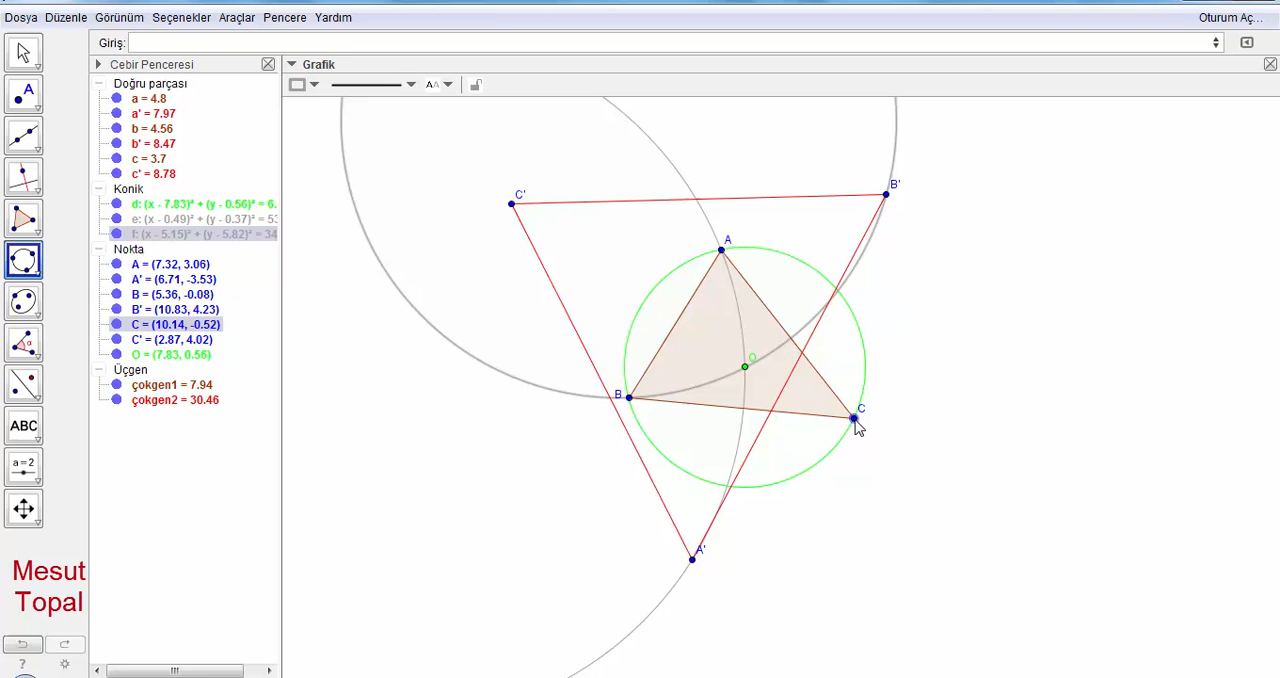 Dosya Düzenle Görünüm Seçenekler Araçlar Pencere Yardım Oturum Aç...
Giriş:
Cebir Penceresi
Grafik
AA
Doğru parçası
a = 4.8
a' = 7.97
b = 4.56
b' = 8.47
c = 3.7
c' = 8.78
Konik
d: (x - 7.83)² + (y - 0.56)² = 6.
e: (x - 0.49)² + (y - 0.37)² = 53
f: (x - 5.15)² + (y - 5.82)² = 34
Nokta
A = (7.32, 3.06)
A' = (6.71, -3.53)
B = (5.36, -0.08)
B' = (10.83, 4.23)
C = (10.14, -0.52)
C' = (2.87, 4.02)
O = (7.83, 0.56)
Üçgen
çokgen1 = 7.94
çokgen2 = 30.46
A
α
ABC
a=2
Mesut
Topal
?
C'
B'
A
O
B
C
A'